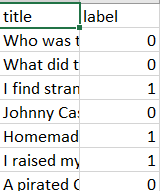 title label
Who was t 0
What did t 0
I find stran 1
Johnny Cas 0
Homemad 1
I raised my 1
A pirated C 0